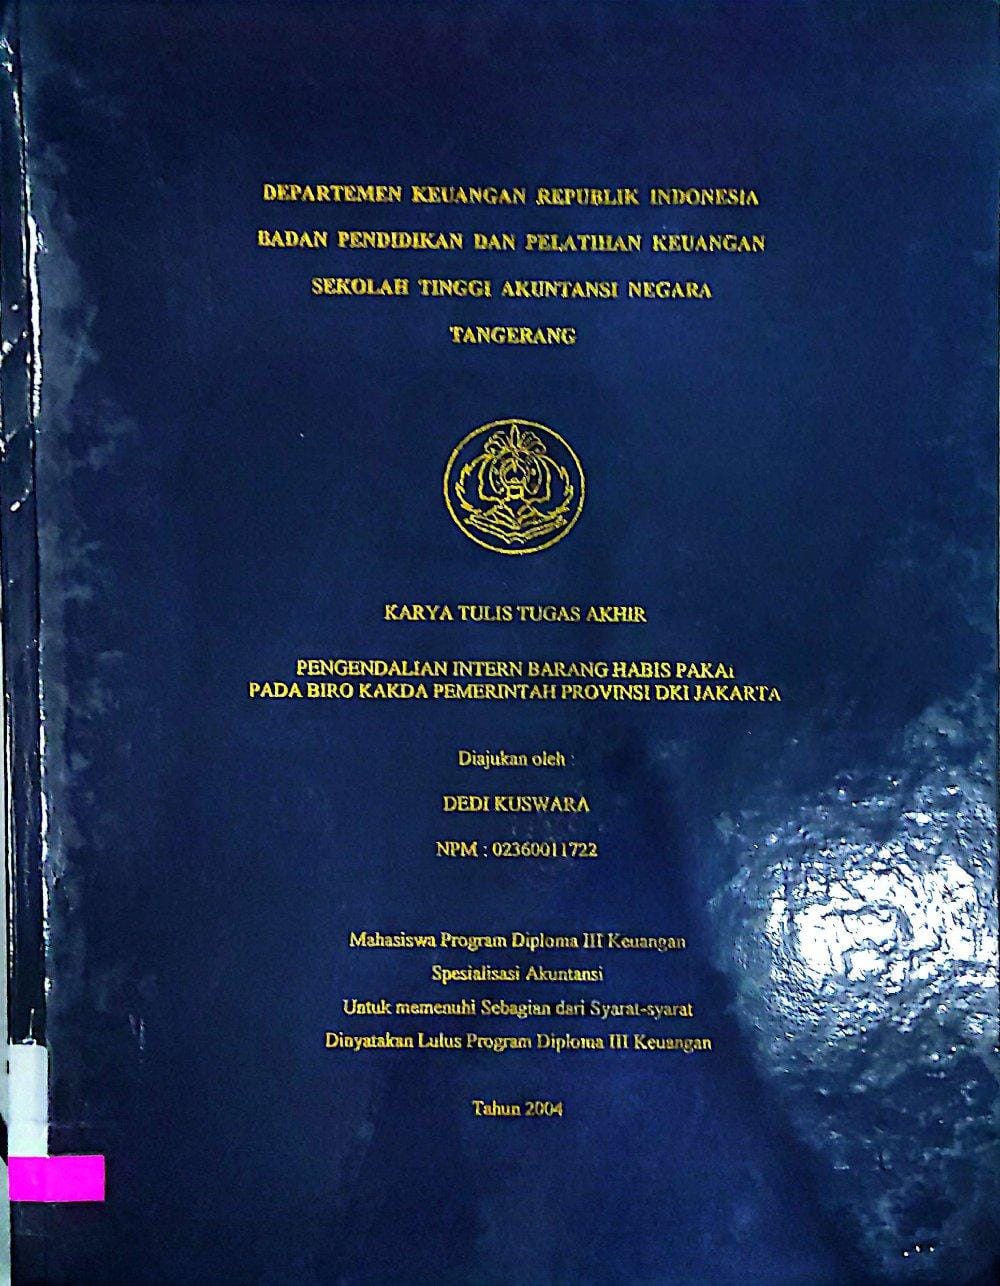 DEPARTEMEN KEUANGAN REPUBLIK INDONESIA
BADAN PENDIDIKAN DAN PELATIHAN KEUANGAN
SEKOLAH TINGGI AKUNTANSI NEGARA
TANGERANG
KARYA TULIS TUGAS AKHIR
PENGENDALIAN INTERN BARANG HABIS PAKAI
PADA BIRO KAKDA PEMERINTAH PROVINSI DKI JAKARTA
Diajukan oleh :
DEDI KUSWARA
NPM : 02360011722
Mahasiswa Program Diploma III Keuangan
Spesialisasi Akuntansi
Untuk memenuhi Sebagian dari Syarat-syarat
Dinyatakan Lulus Program Diploma III Keuangan
Tahun 2004